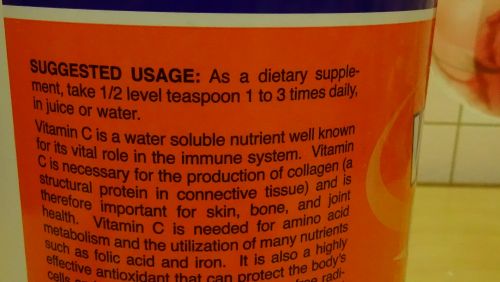 SUGGESTED USAGE: As a dietary supple-
ment, take 1/2 level teaspoon 1 to 3 times daily,
in juice or water.
Vitamin C is a water soluble nutrient well known
for its vital role in the immune system. Vitamin
C is necessary for the production of collagen (a
structural protein in connective tissue) and is
therefore important for skin, bone, and joint
health. Vitamin C is needed for amino acid
metabolism and the utilization of many nutrients
such as folic acid and iron. It is also a highly
effective antioxidant that can protect the body's
cells radi-